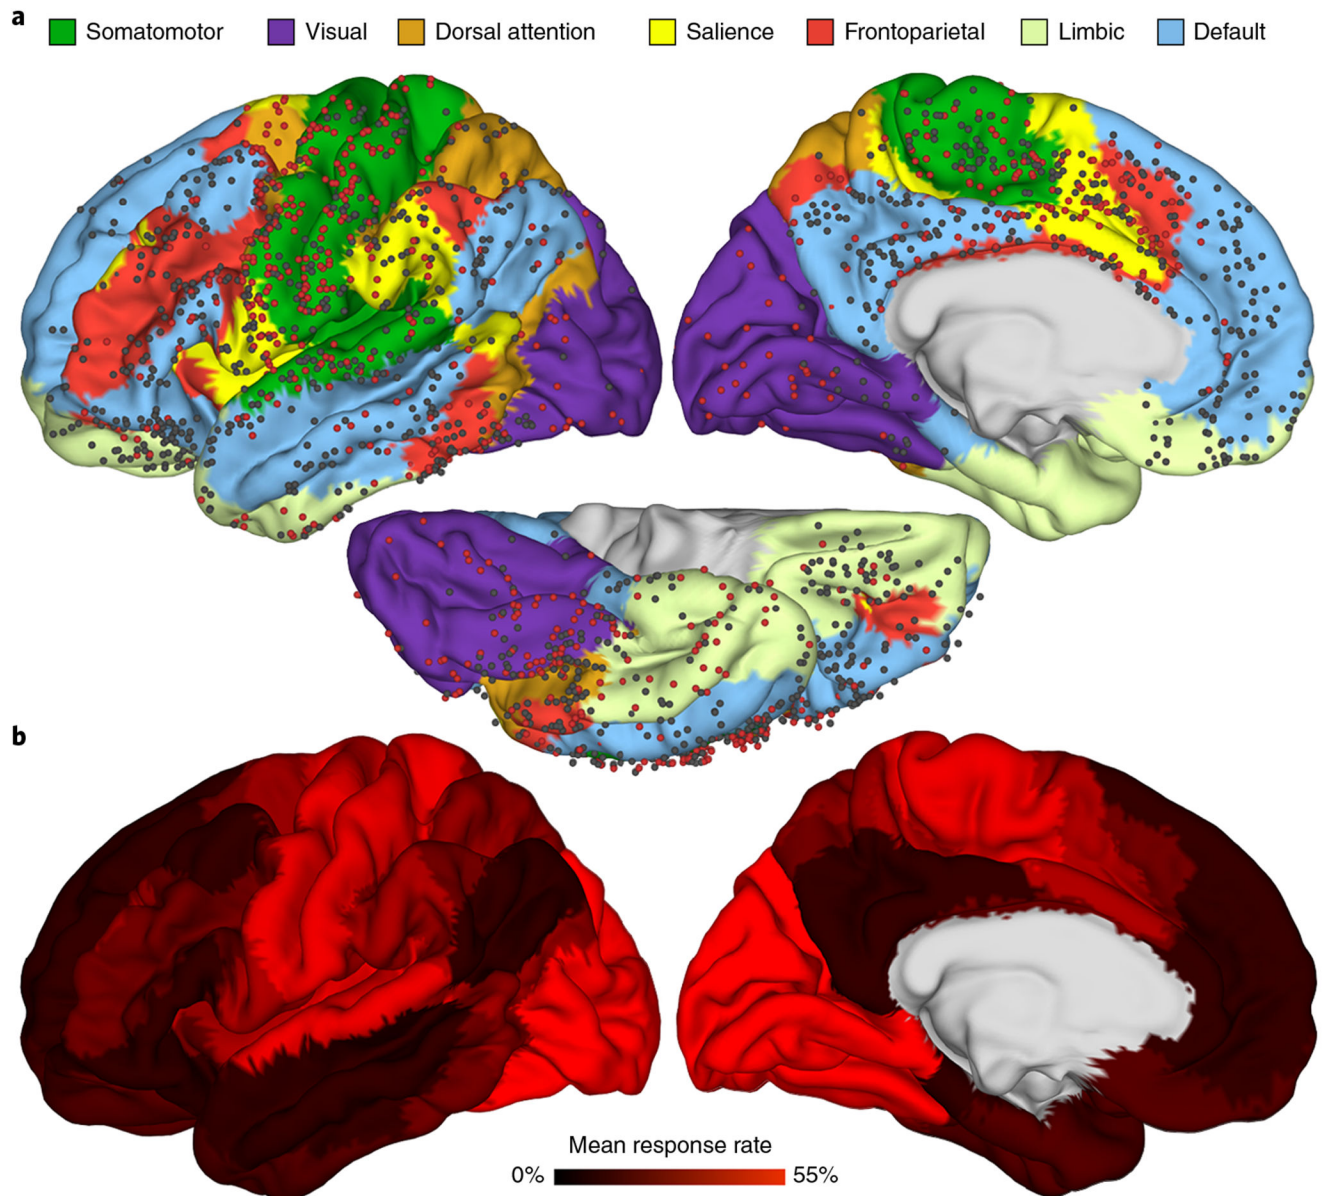 a
Somatomotor Visual Dorsal attention Salience Frontoparietal Limbic Default
b
Mean response rate
0% 55%